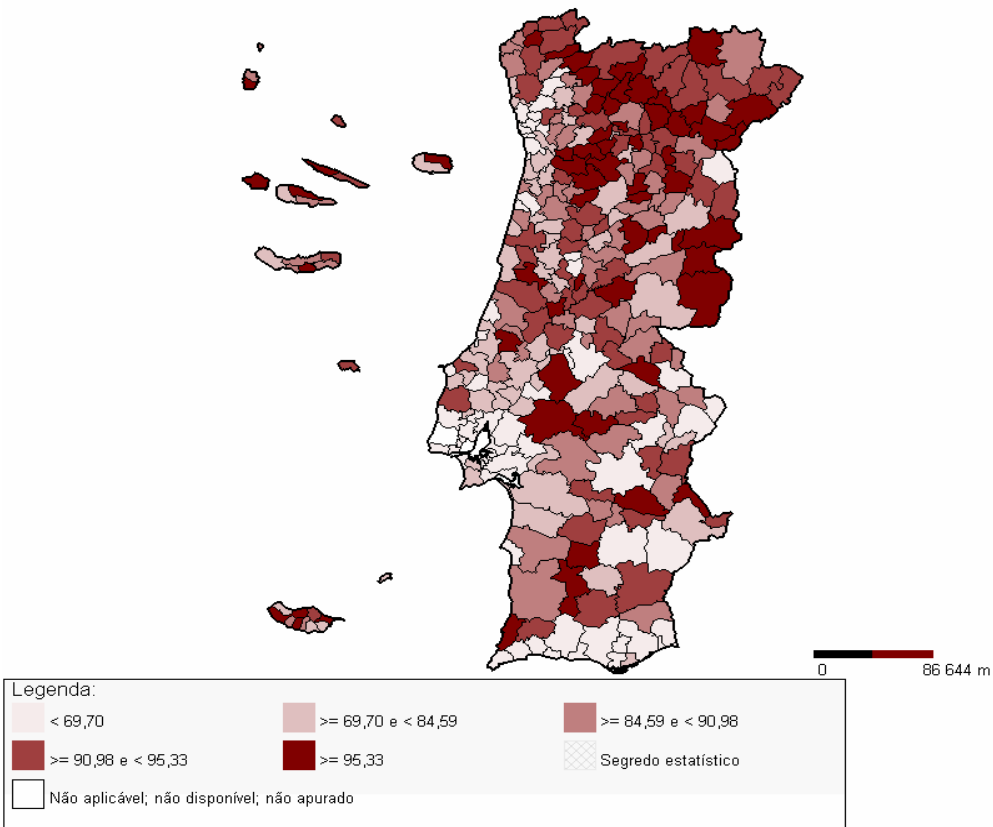 0 86 644 m
Legenda:
< 69,70 >= 69,70 e < 84,59 >= 84,59 e < 90,98
>= 90,98 e < 95,33 >= 95,33 Segredo estatístico
Não aplicável; não disponível; não apurado